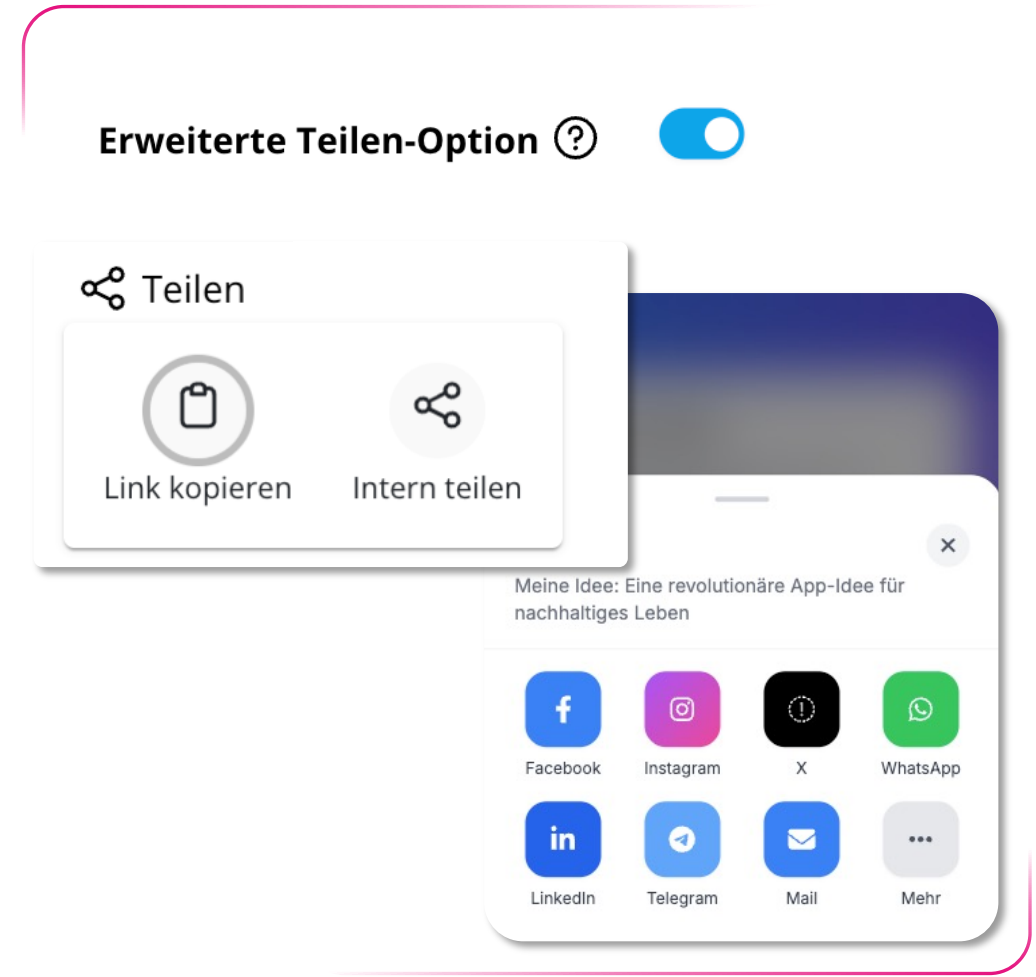 Erweiterte Teilen-Option ?
Teilen
Link kopieren Intern teilen
Meine Idee: Eine revolutionäre App-Idee für
nachhaltiges Leben
Facebook Instagram X WhatsApp
in
LinkedIn Telegram Mail Mehr